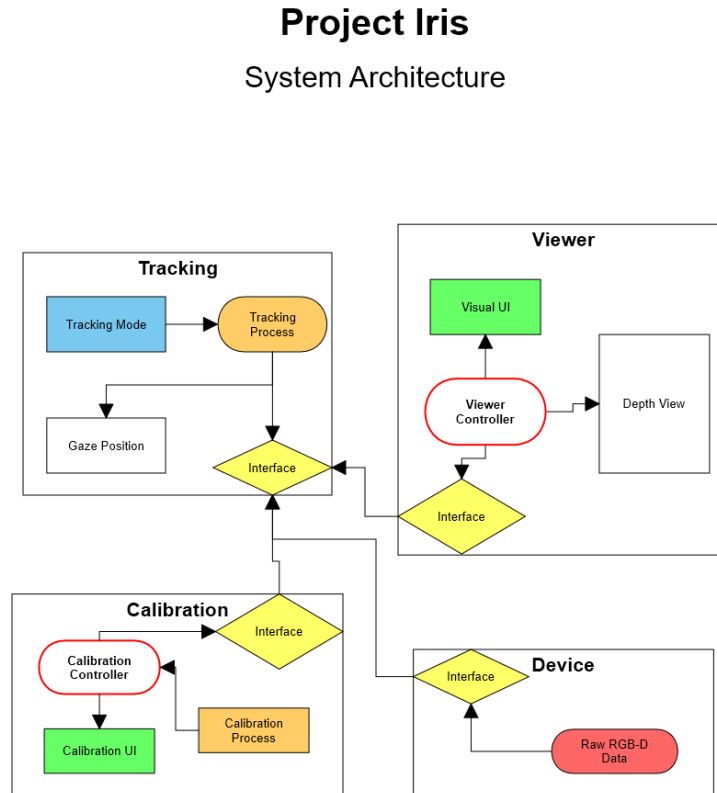 Project Iris
System Architecture
Tracking
Tracking Mode
Tracking
Process
Gaze Position
Interface
Viewer
Visual UI
Viewer
Controller
Depth View
Interface
Calibration
Interface
Calibration
Controller
Calibration UI
Calibration
Process
Device
Interface
Raw RGB-D
Data